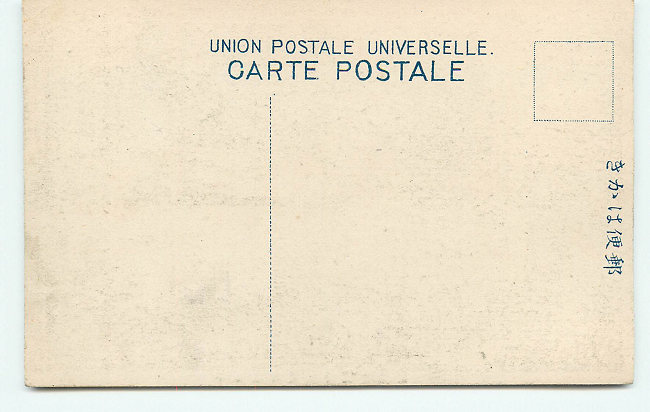 UNION POSTALE UNIVERSELLE.
CARTE POSTALE
郵便はかき